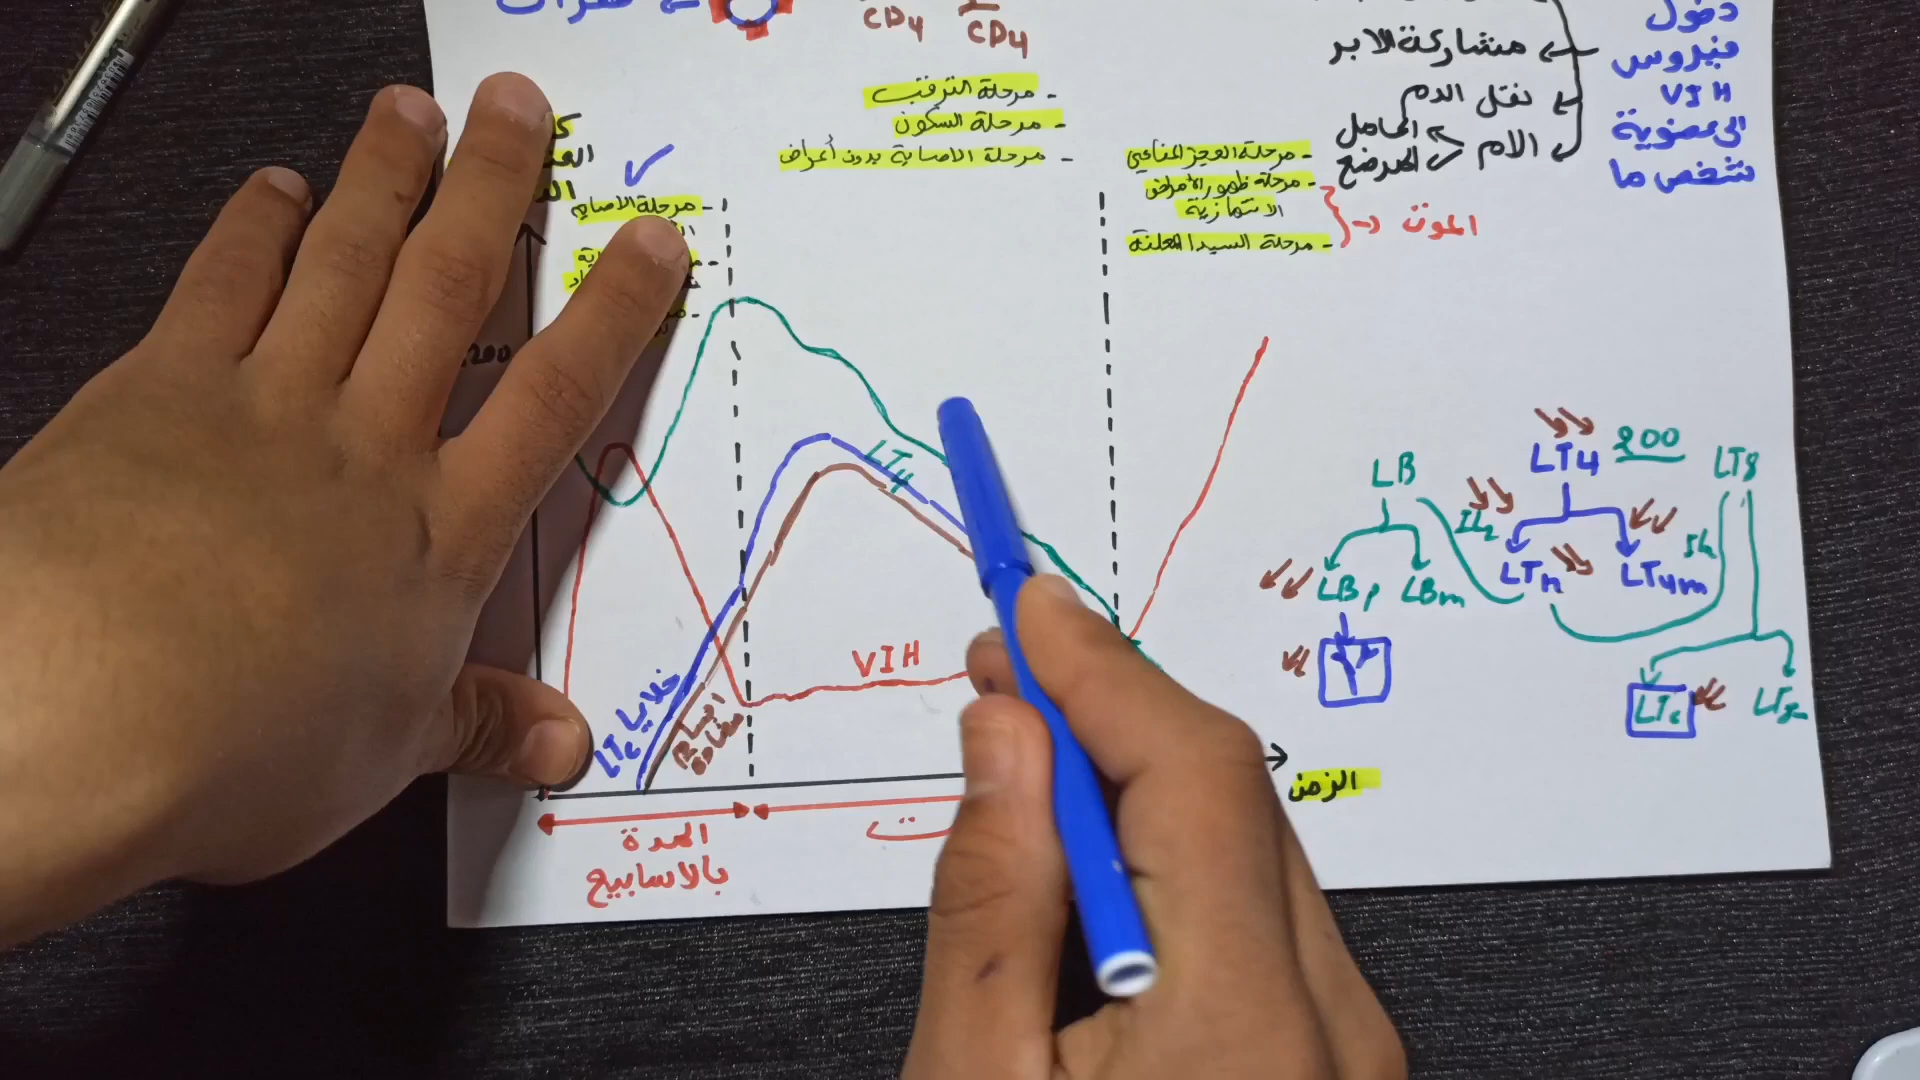 CD4
CD4
دخول
فيروس
VIH
الى عضوية
شخص ما
مشاركة الابر
نقل الدم
الام
الحامل
المرضع
- مرحلة الترقب
- مرحلة السكون
- مرحلة الاصابة بدون أعراض
- مرحلة العجز المناعي
- مرحلة ظهور الأمراض
الانتهازية
- مرحلة السيدا المعلنة
الموت
- مرحلة الاصابة
LT4
VIH
خلايا LTc
اجسام
مضادة
الزمن
المدة
بالاسابيع
LB
LBp
LBm
LT4
200
IL2
LTh
LT4m
LT8
IL2
LTc